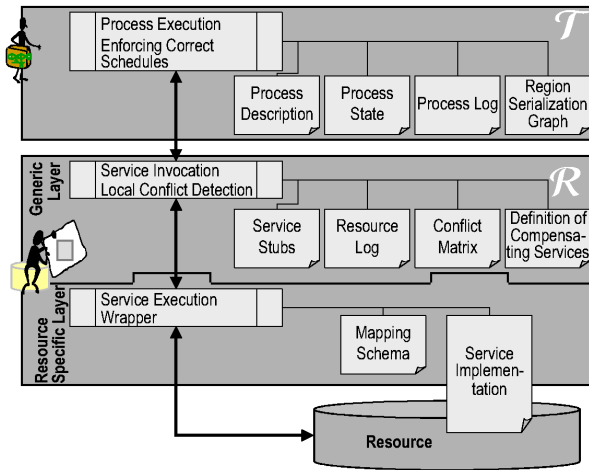 T
Process Execution
Enforcing Correct
Schedules
Process
Description
Process
State
Process Log
Region
Serialization
Graph
Generic
Layer
R
Service Invocation
Local Conflict Detection
Service
Stubs
Resource
Log
Conflict
Matrix
Definition of
Compensa-
ting Services
Resource
Specific Layer
Service Execution
Wrapper
Mapping
Schema
Service
Implemen-
tation
Resource